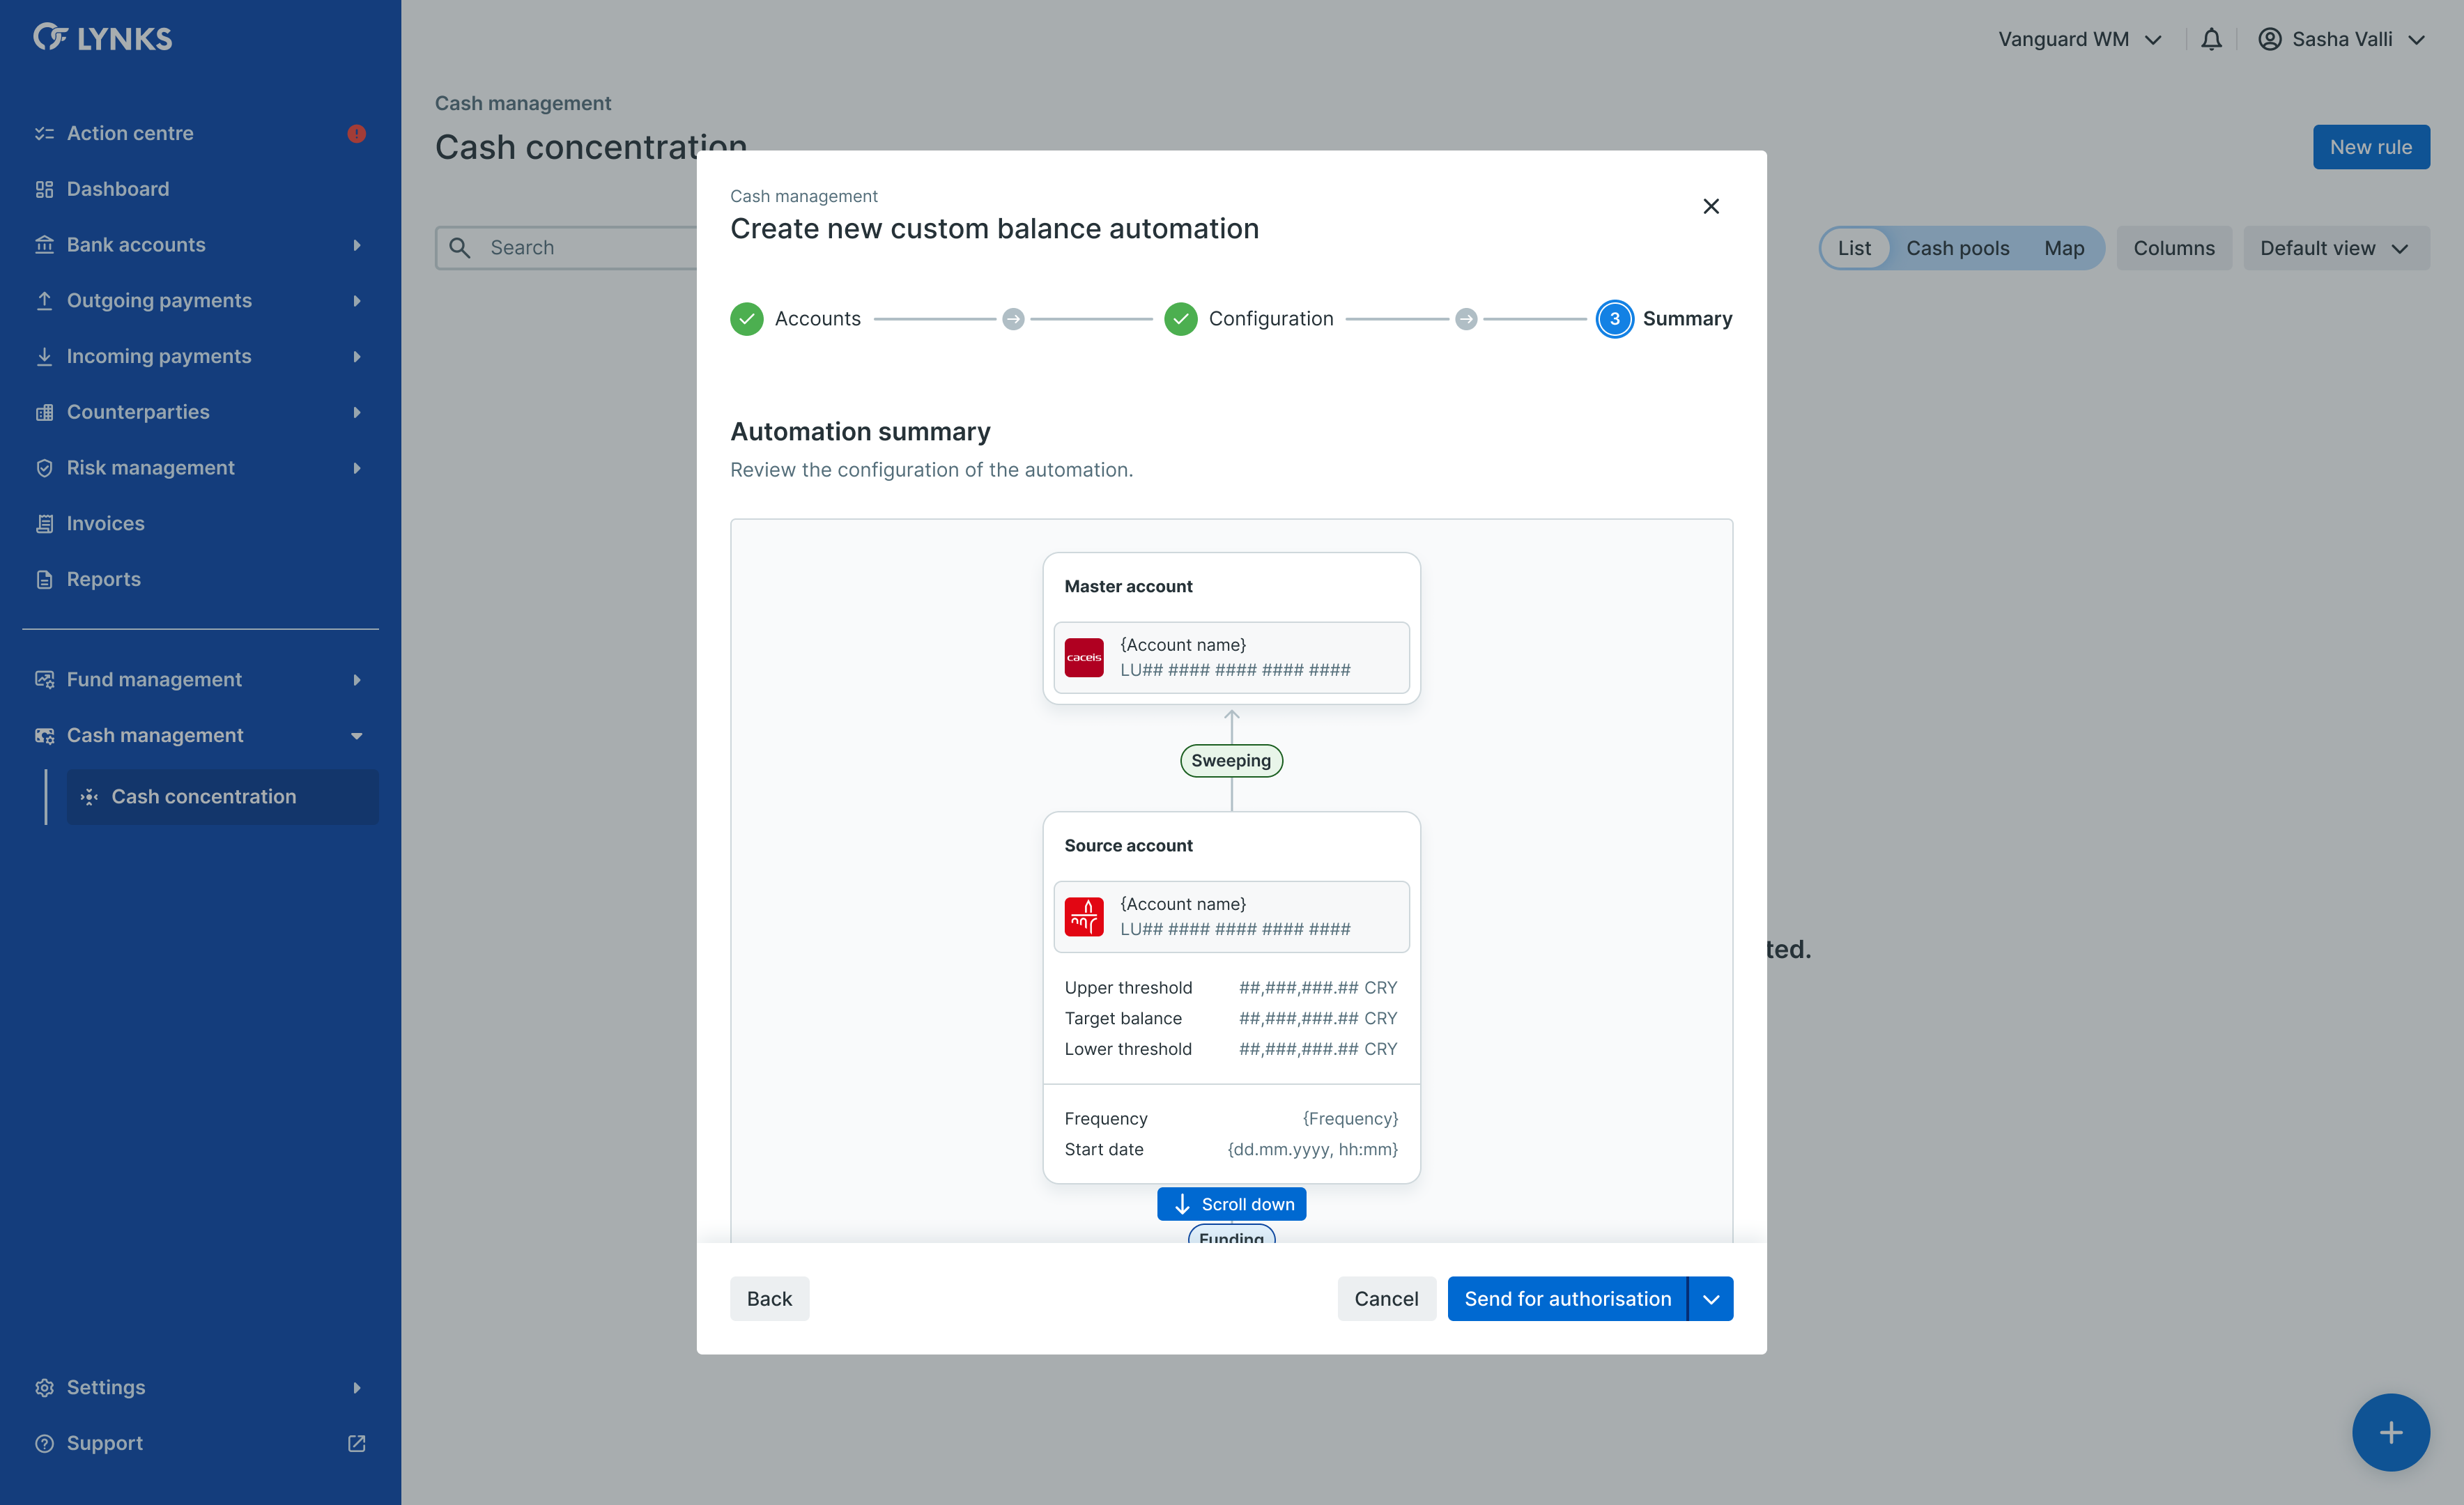 LYNKS
Action centre
Dashboard
Bank accounts
Outgoing payments
Incoming payments
Counterparties
Risk management
Invoices
Reports
Fund management
Cash management
Cash concentration
Settings
Support
Vanguard WM
Sasha Valli
Cash management
Cash concentration
New rule
Search
List
Cash pools
Map
Columns
Default view
ted.
Cash management
Create new custom balance automation
Accounts
Configuration
3 Summary
Automation summary
Review the configuration of the automation.
Master account
caceis
{Account name}
LU## #### #### #### ####
Sweeping
Source account
{Account name}
LU## #### #### #### ####
Upper threshold ##,###,###.## CRY
Target balance ##,###,###.## CRY
Lower threshold ##,###,###.## CRY
Frequency {Frequency}
Start date {dd.mm.yyyy, hh:mm}
Scroll down
Funding
Back
Cancel
Send for authorisation